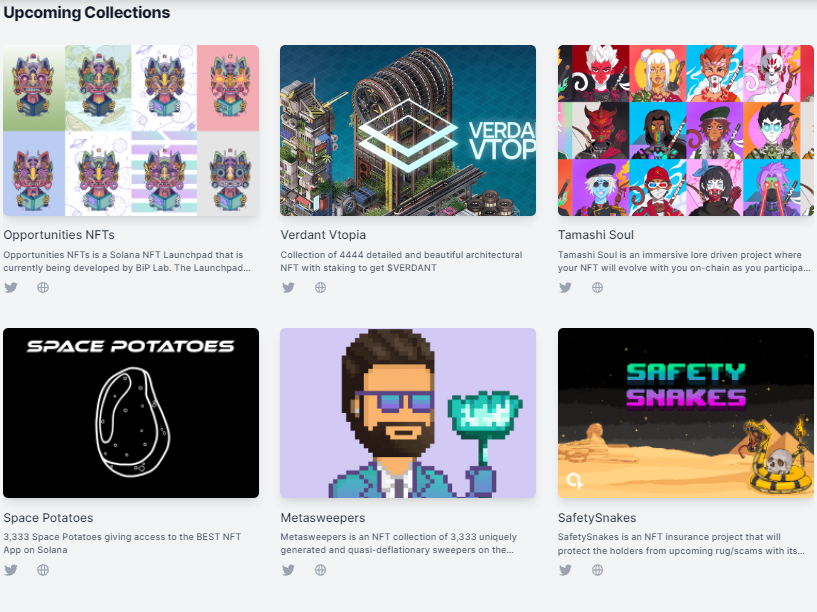 Upcoming Collections
VERDA
VTOP
Opportunities NFTs
Verdant Vtopia
Tamashi Soul
Opportunities NFTs is a Solana NFT Launchpad that is
currently being developed by BiP Lab. The Launchpad...
Collection of 4444 detailed and beautiful architectural
NFT with staking to get $VERDANT
Tamashi Soul is an immersive lore driven project where
your NFT will evolve with you on-chain as you participa...
SPACE POTATOES
SAFETY
SNAKES
Space Potatoes
Metasweepers
SafetySnakes
3,333 Space Potatoes giving access to the BEST NFT
App on Solana
Metasweepers is an NFT collection of 3,333 uniquely
generated and quasi-deflationary sweepers on the...
SafetySnakes is an NFT insurance project that will
protect the holders from upcoming rug/scams with its...